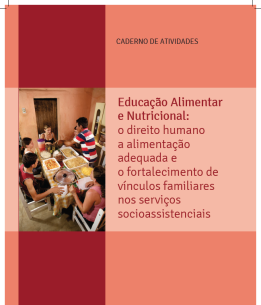 CADERNO DE ATIVIDADES
Educação Alimentar
e Nutricional:
o direito humano
a alimentação
adequada e
o fortalecimento de
vínculos familiares
nos serviços
socioassistenciais